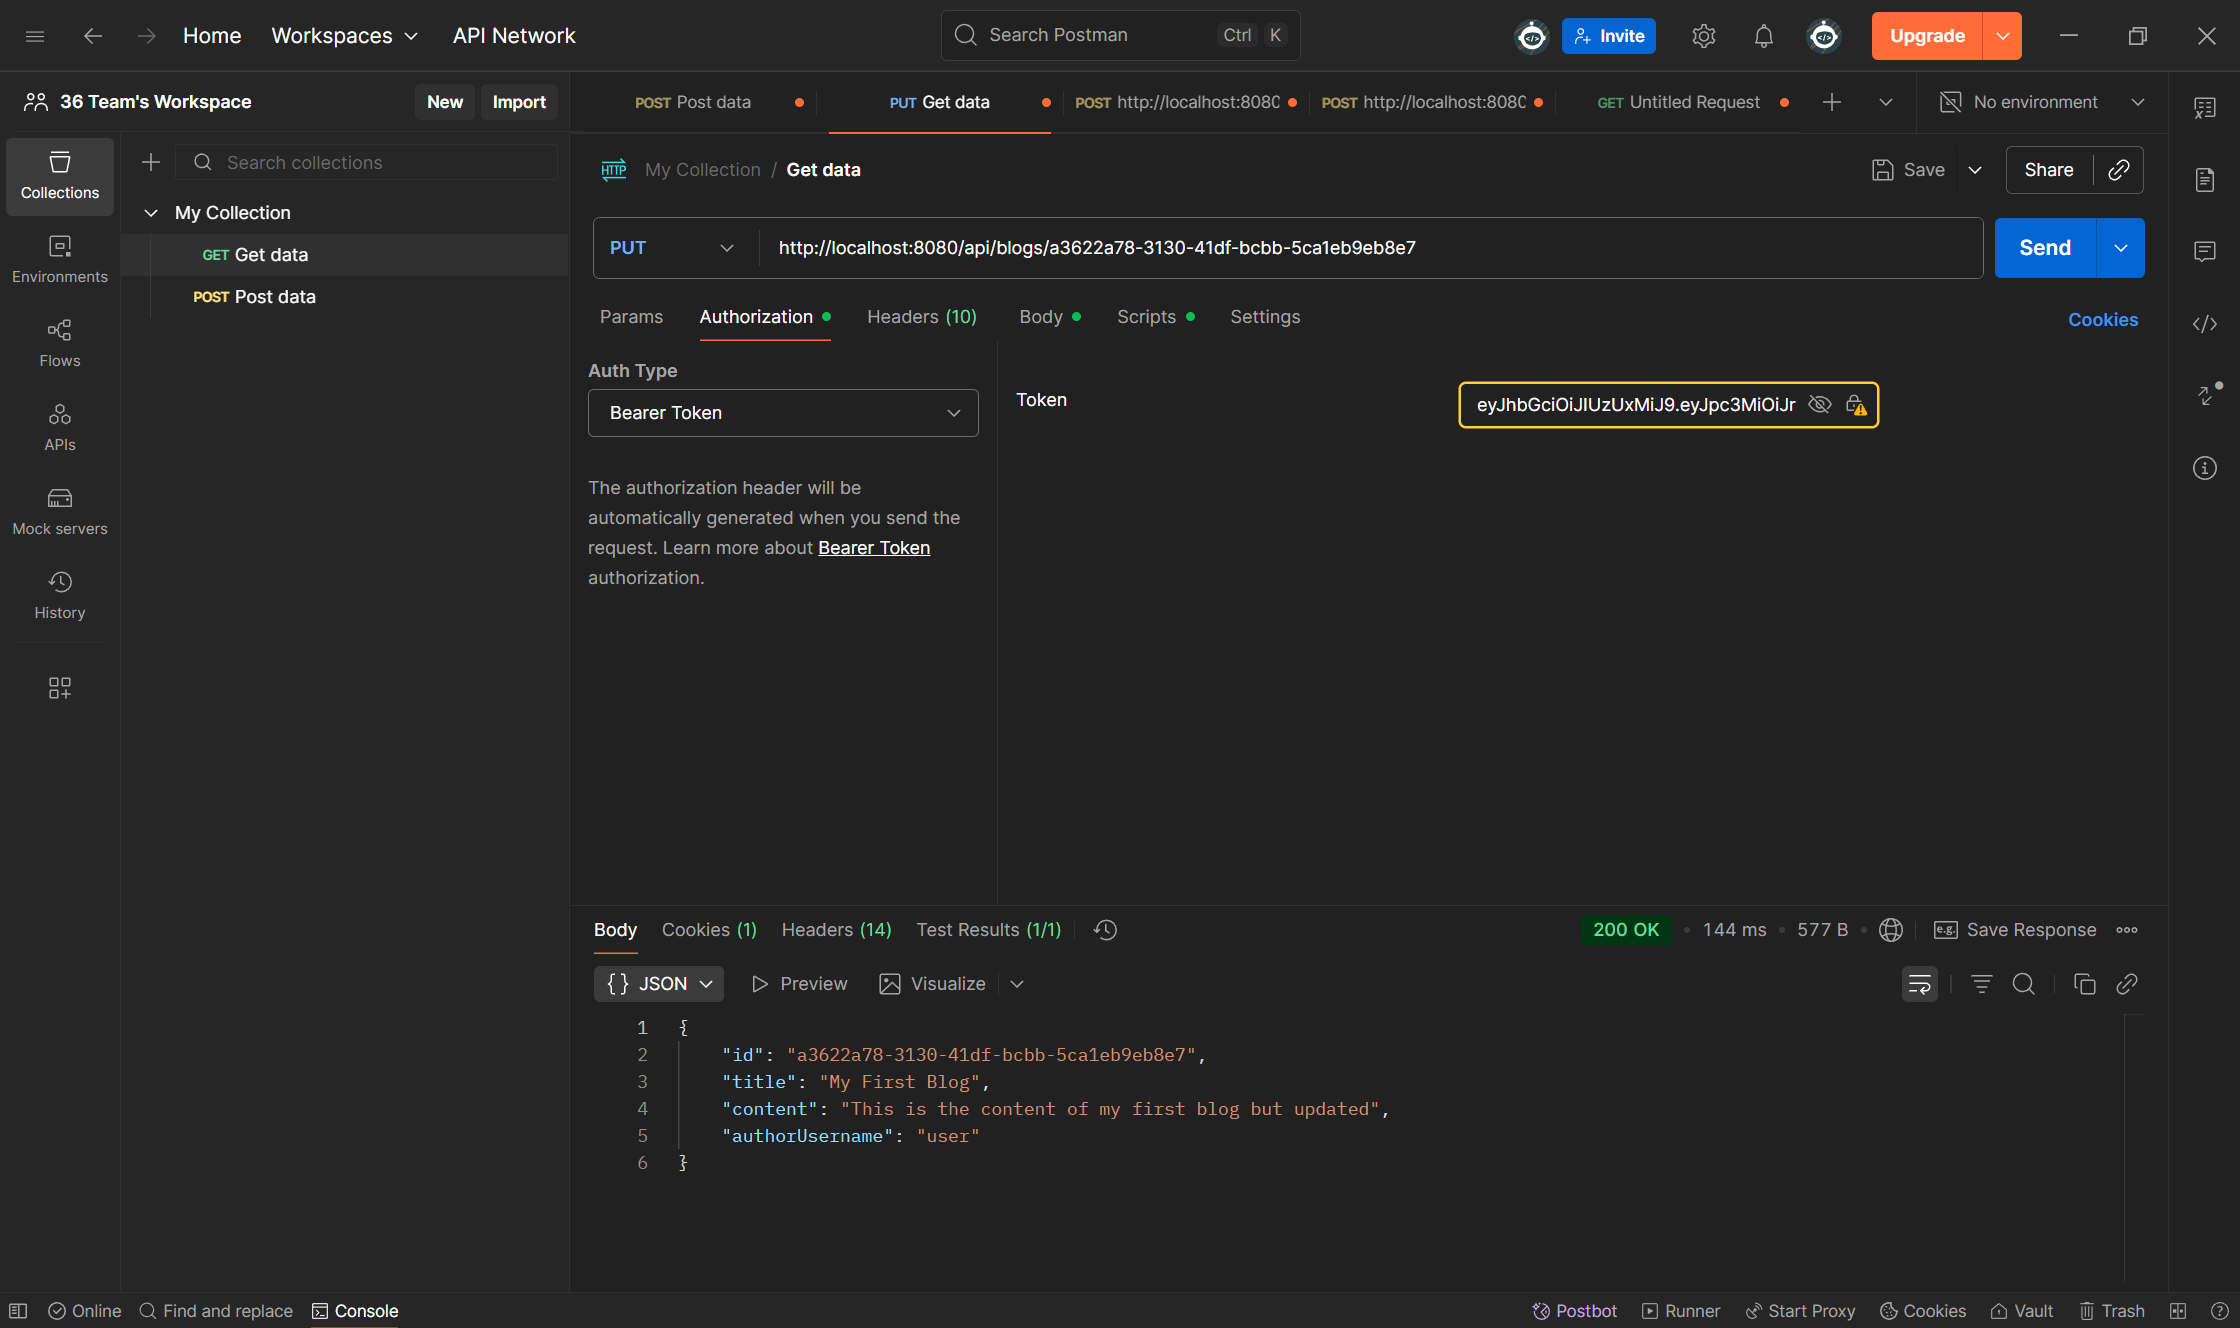 Home Workspaces API Network Search Postman Ctrl K Invite Upgrade
36 Team's Workspace New Import
POST Post data PUT Get data POST http://localhost:8080 POST http://localhost:8080 GET Untitled Request No environment
Collections
Environments
Flows
APIs
Mock servers
History
Search collections
My Collection
GET Get data
POST Post data
HTTP My Collection / Get data Save Share
PUT http://localhost:8080/api/blogs/a3622a78-3130-41df-bcbb-5ca1eb9eb8e7 Send
Params Authorization Headers (10) Body Scripts Settings Cookies
Auth Type
Bearer Token
The authorization header will be
automatically generated when you send the
request. Learn more about Bearer Token
authorization.
Token eyJhbGciOiJIUzUxMiJ9.eyJpc3MiOiJr
Body Cookies (1) Headers (14) Test Results (1/1) 200 OK • 144 ms • 577 B • e.g. Save Response
{} JSON Preview Visualize
1 {
2 "id": "a3622a78-3130-41df-bcbb-5ca1eb9eb8e7",
3 "title": "My First Blog",
4 "content": "This is the content of my first blog but updated",
5 "authorUsername": "user"
6 }
Online Find and replace Console Postbot Runner Start Proxy Cookies Vault Trash